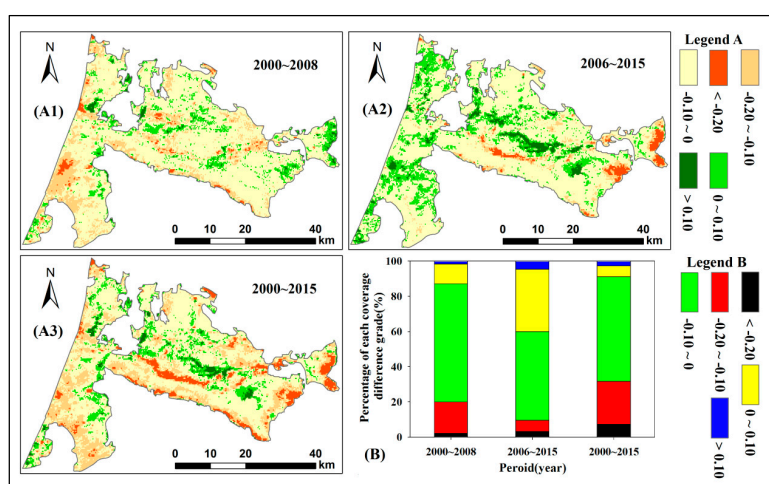 N
2000~2008
(A1)
0 10 20 40
km
N
2006~2015
(A2)
0 10 20 40
km
Legend A
-0.10 ~ 0
< -0.20
-0.20 ~ -0.10
> 0.10
0 ~ 0.10
N
2000~2015
(A3)
0 10 20 40
km
Percentage of each coverage
difference grade(%)
100
80
60
40
20
0
(B)
2000~2008
2006~2015
2000~2015
Peroid(year)
Legend B
-0.10 ~ 0
-0.20 ~ -0.10
< -0.20
> 0.10
0 ~ 0.10